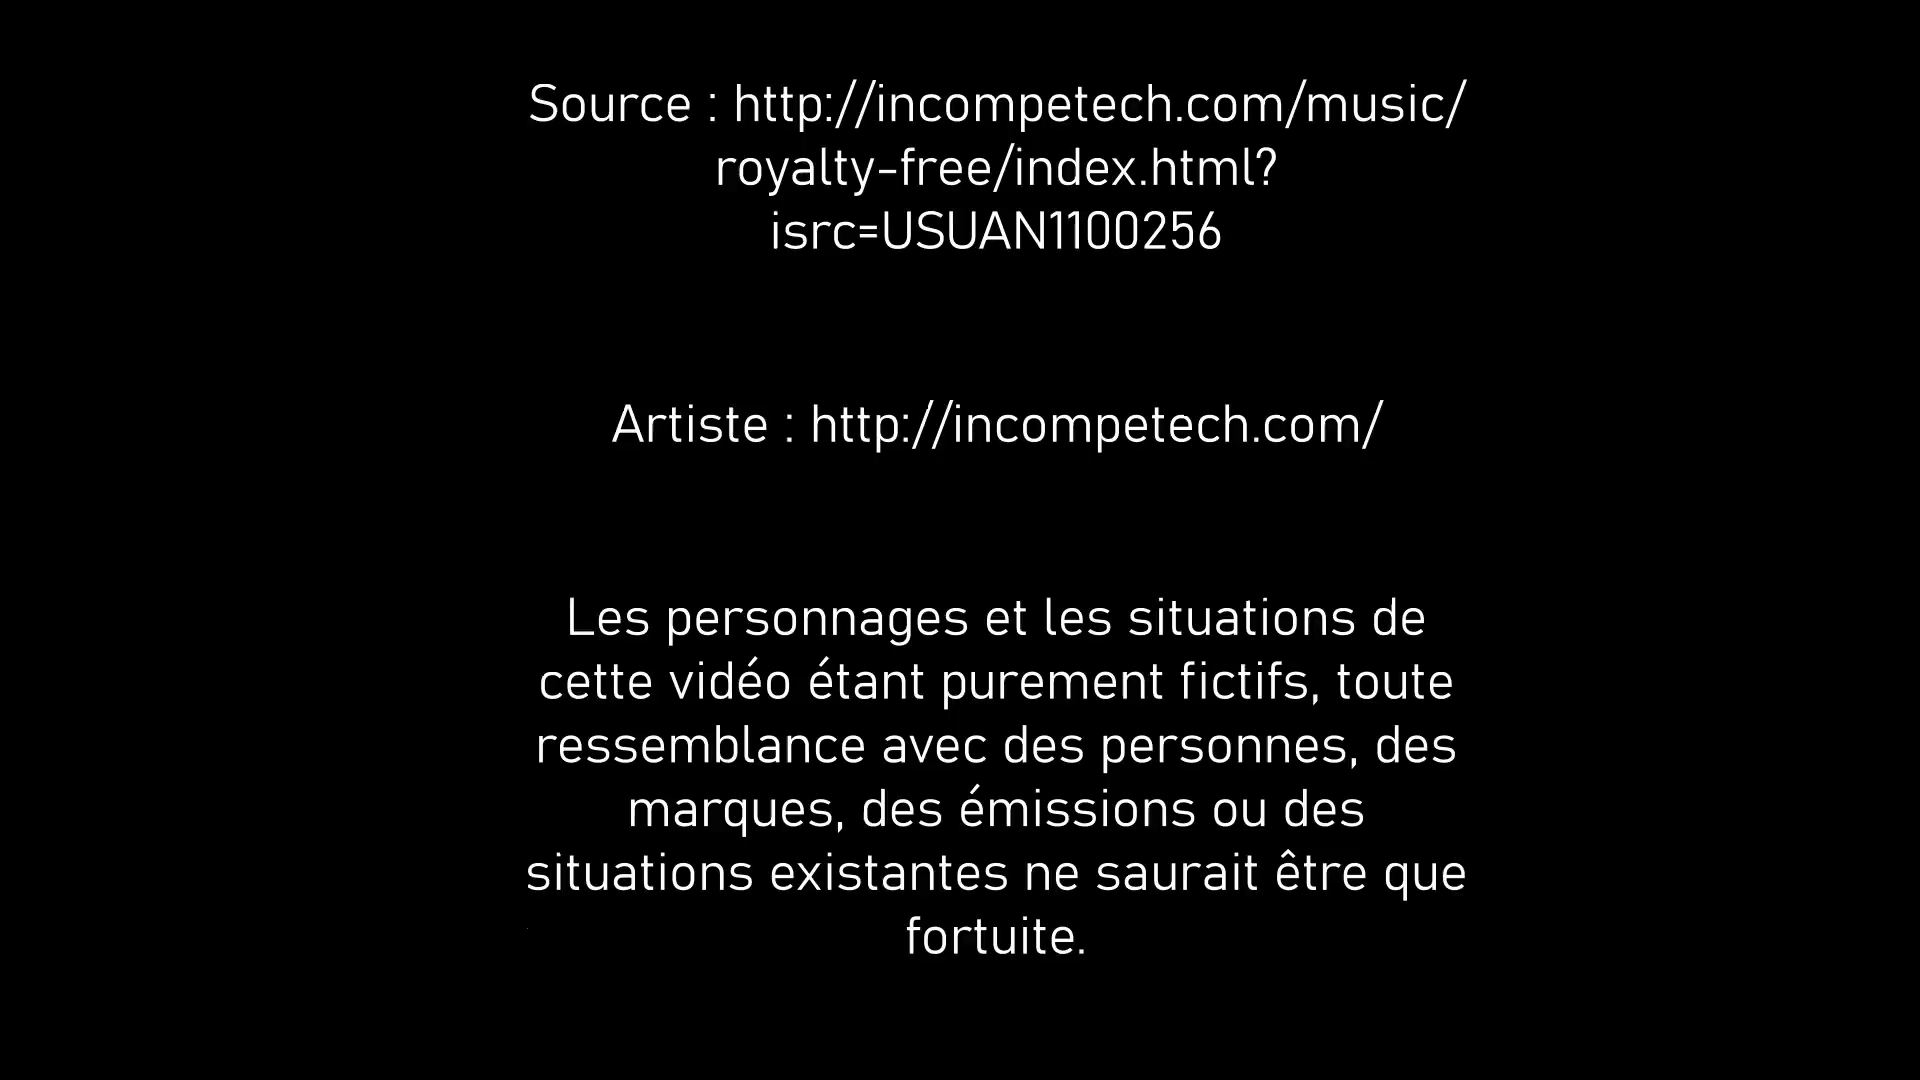 Source : http://incompetech.com/music/
royalty-free/index.html?
isrc=USUAN1100256
Artiste : http://incompetech.com/
Les personnages et les situations de
cette vidéo étant purement fictifs, toute
ressemblance avec des personnes, des
marques, des émissions ou des
situations existantes ne saurait être que
fortuite.